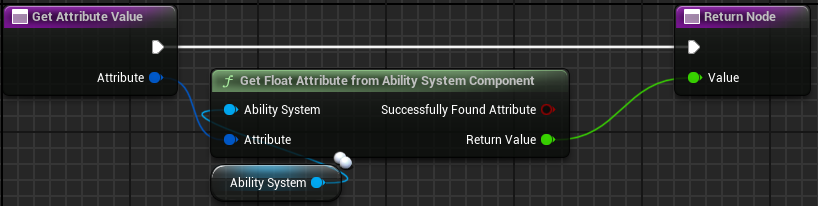 Get Attribute Value
Return Node
Attribute
Value
Get Float Attribute from Ability System Component
Ability System
Successfully Found Attribute
Attribute
Return Value
Ability System